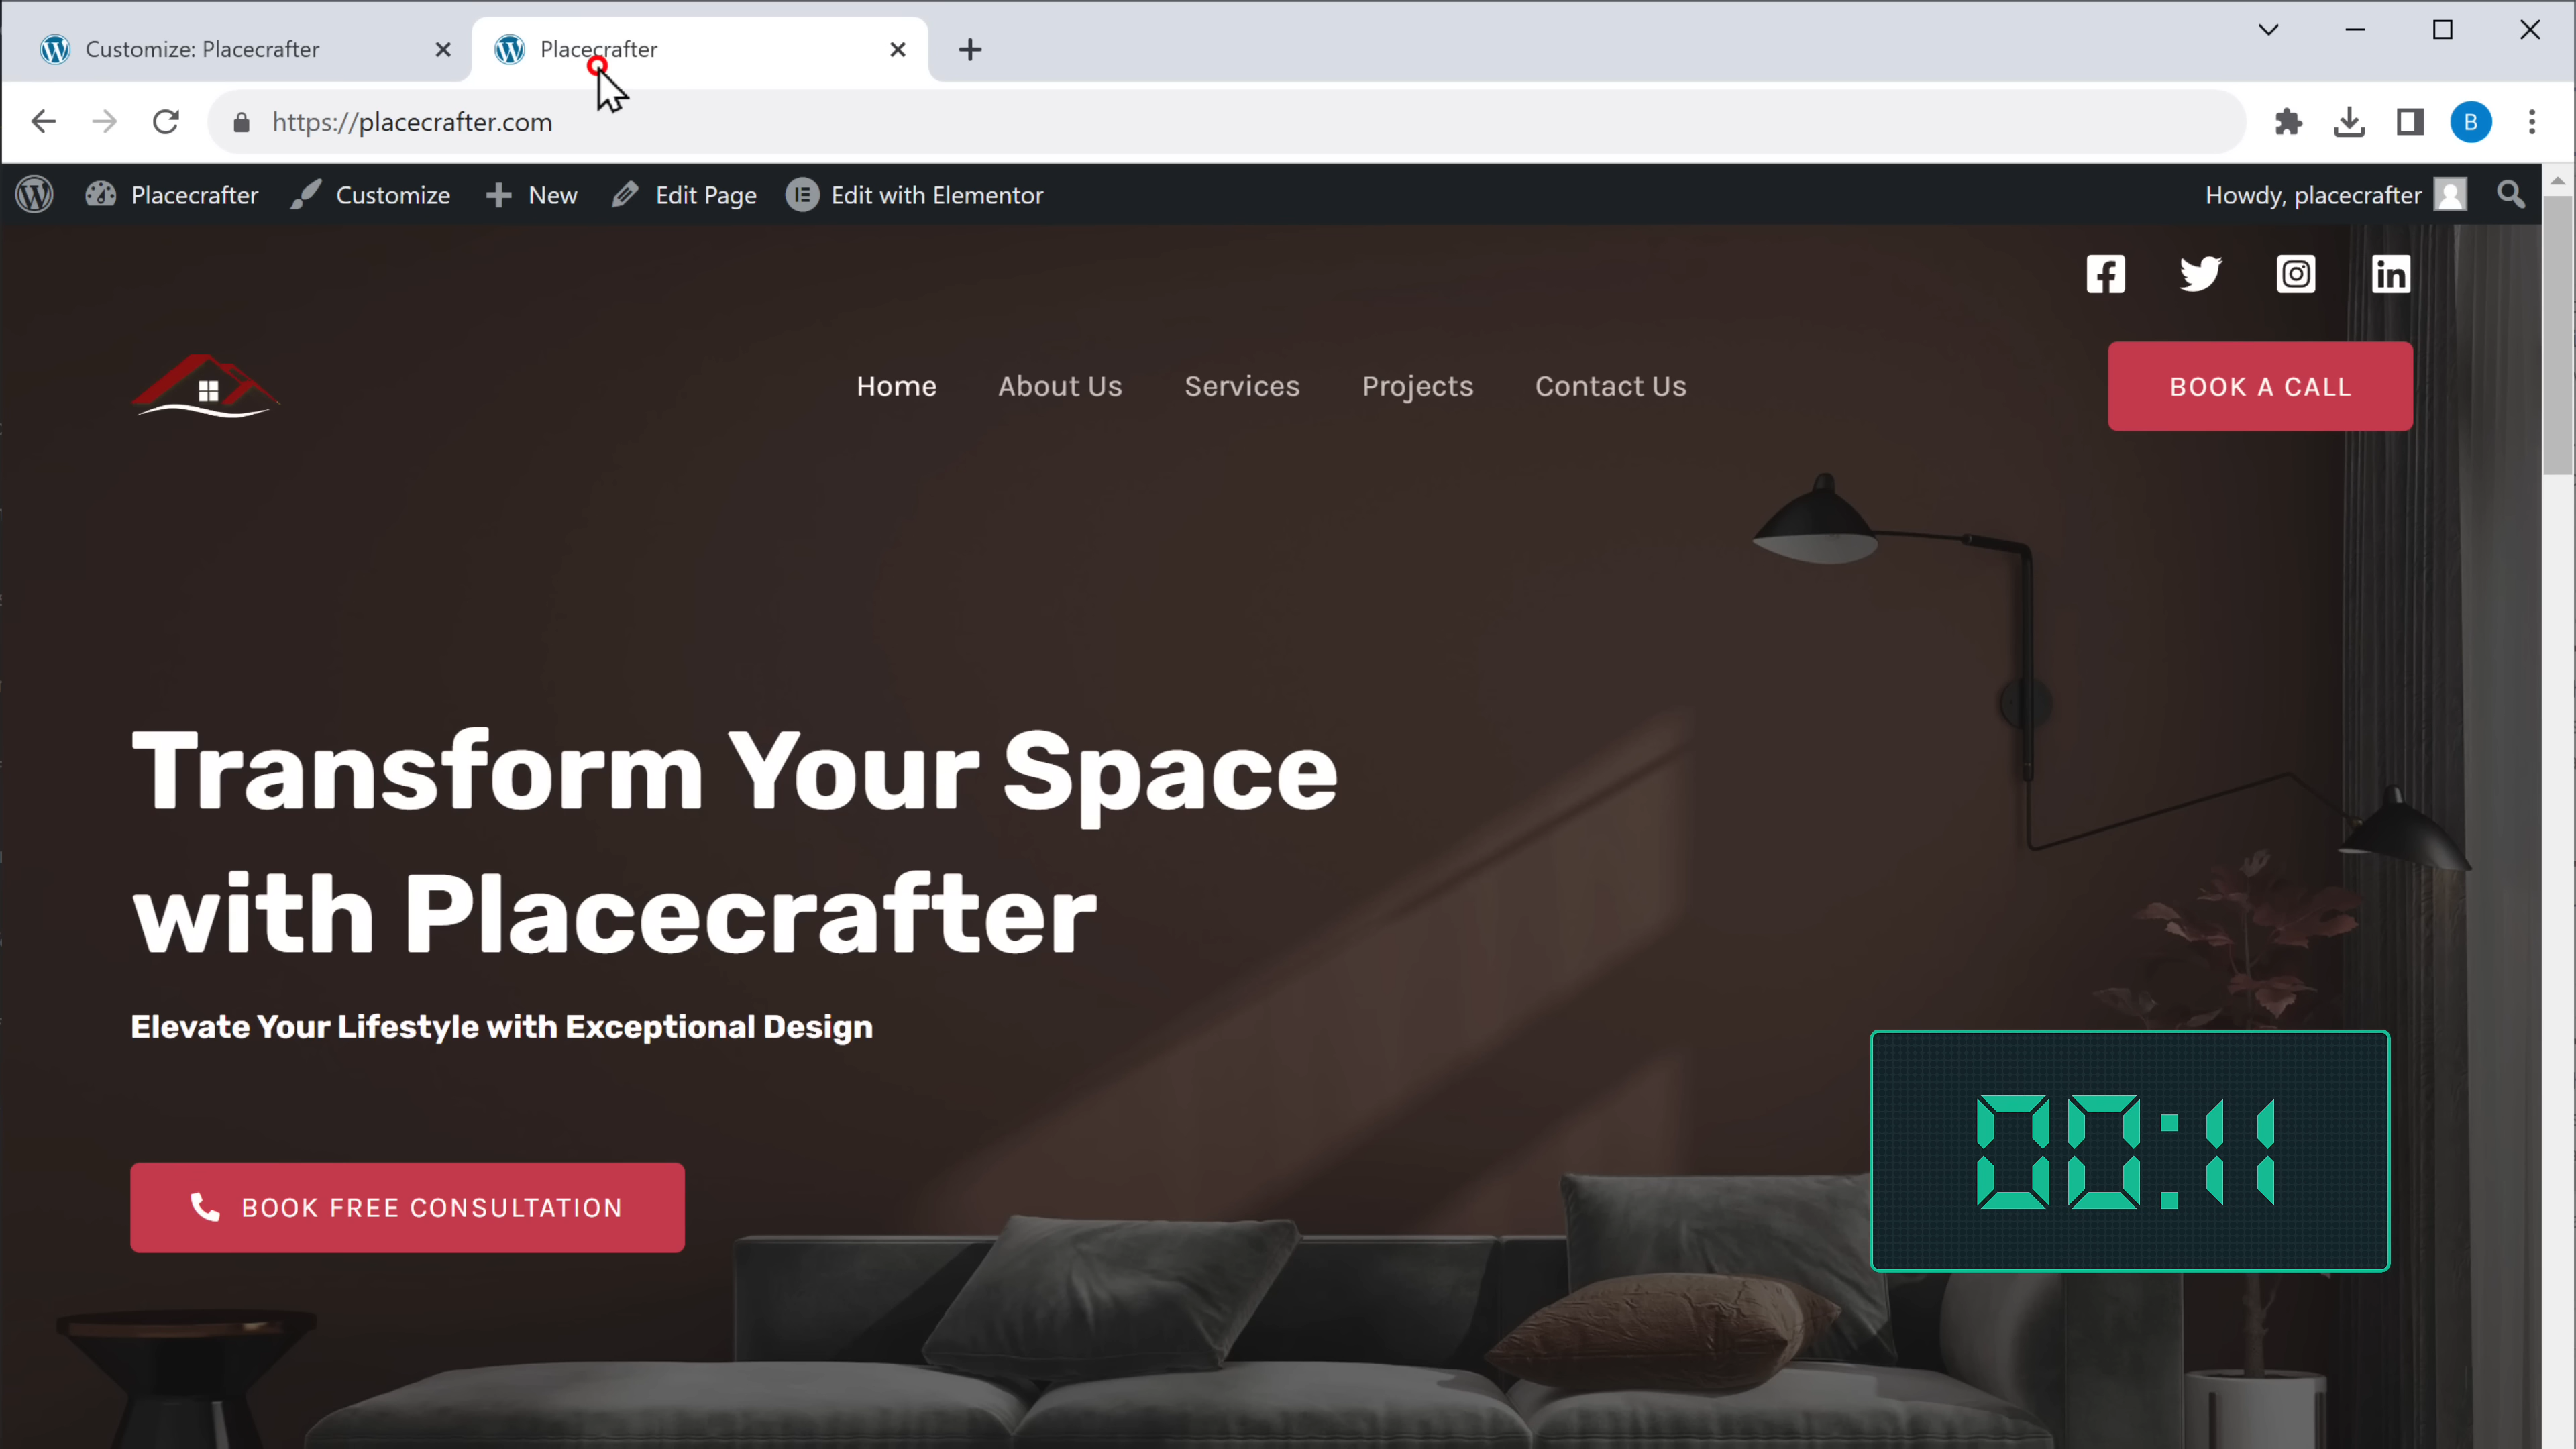 Customize: Placecrafter
Placecrafter
https://placecrafter.com
B
Placecrafter
Customize
New
Edit Page
Edit with Elementor
Howdy, placecrafter
Home
About Us
Services
Projects
Contact Us
BOOK A CALL
Transform Your Space
with Placecrafter
Elevate Your Lifestyle with Exceptional Design
BOOK FREE CONSULTATION
00:11